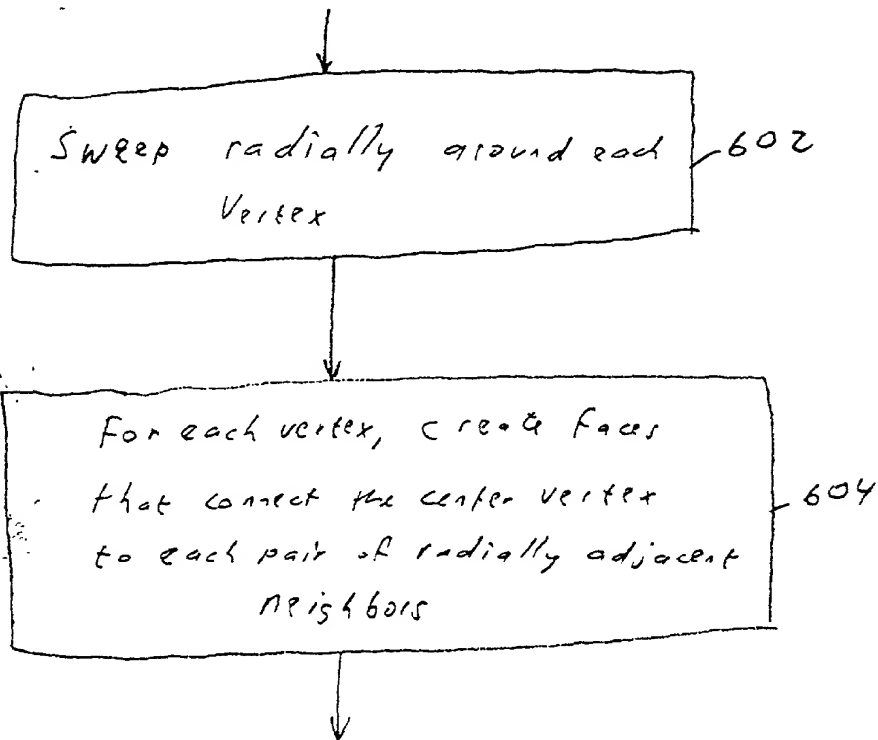 Sweep radially around each
Vertex
602
For each vertex, create faces
that connect the center vertex
to each pair of radially adjacent
neighbors
604